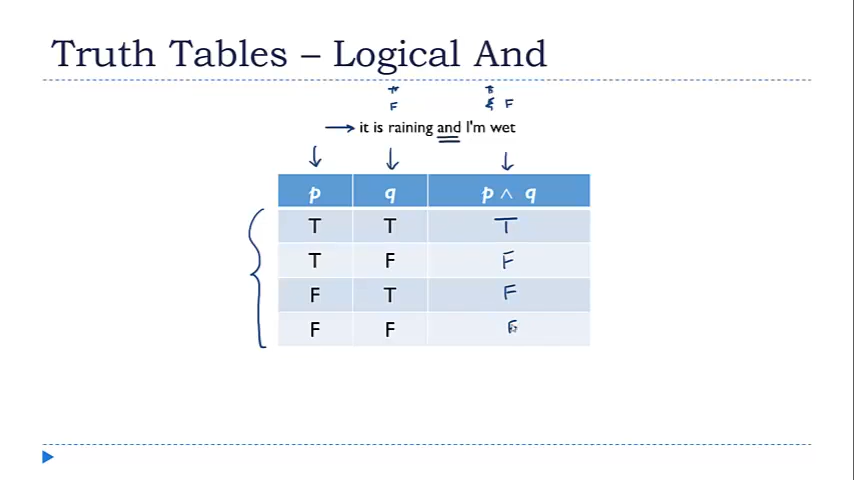 Truth Tables – Logical And
F F
it is raining and I'm wet
p q p ∧ q
T T T
T F F
F T F
F F F